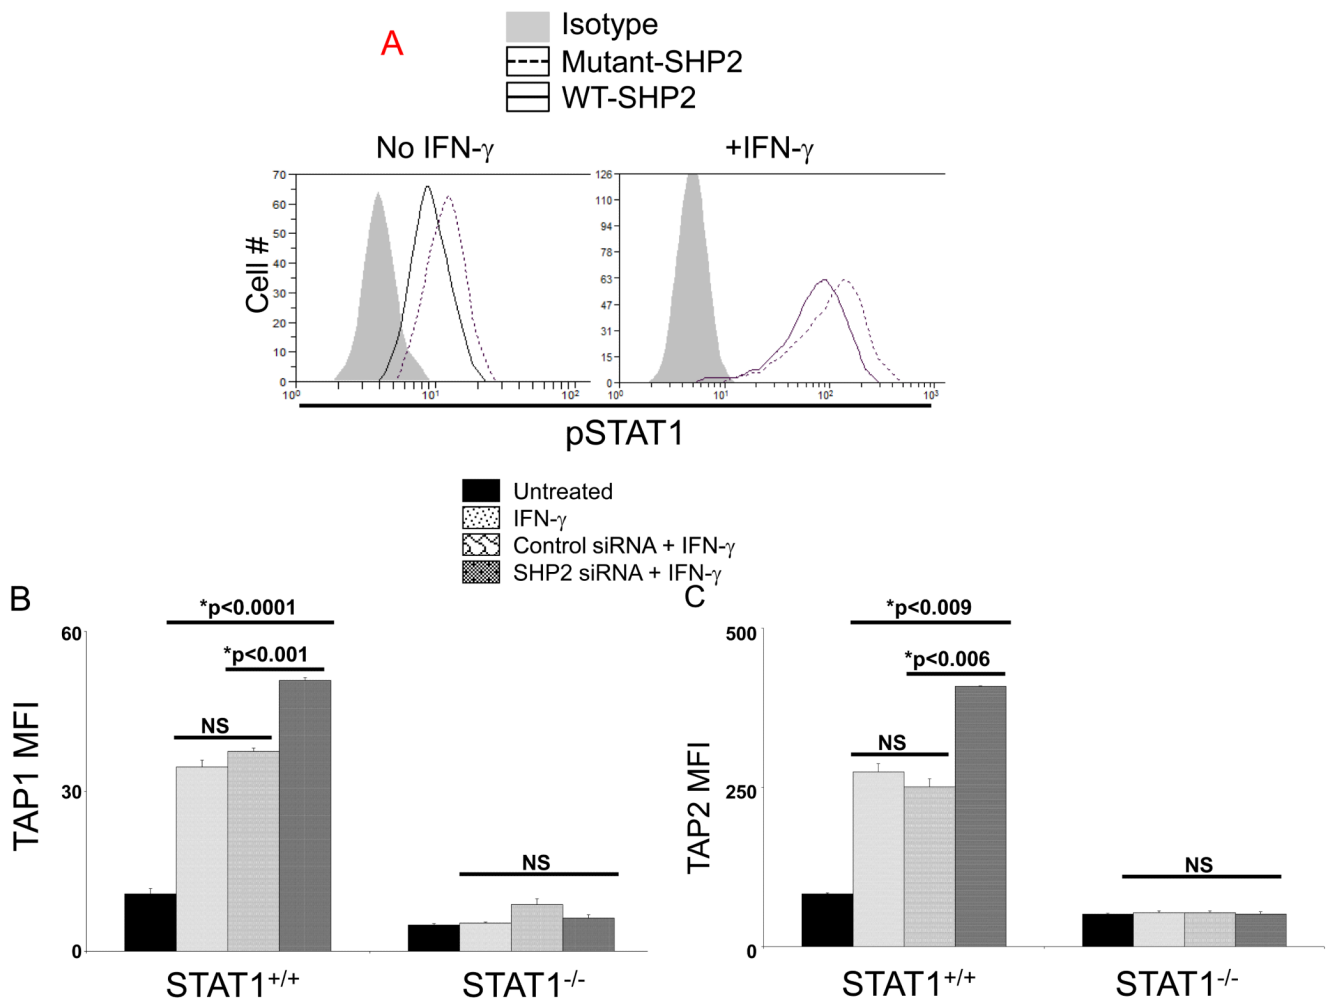 A
Isotype
Mutant-SHP2
WT-SHP2
No IFN-γ
+IFN-γ
Cell #
70
60
50
40
30
20
10
0
10⁰
10¹
10²
126
110
94
78
63
47
31
15
0
10⁰
10¹
10²
10³
pSTAT1
Untreated
IFN-γ
Control siRNA + IFN-γ
SHP2 siRNA + IFN-γ
B
*p<0.0001
*p<0.001
NS
NS
TAP1 MFI
60
30
0
STAT1⁺/⁺
STAT1⁻/⁻
C
*p<0.009
*p<0.006
NS
NS
TAP2 MFI
500
250
0
STAT1⁺/⁺
STAT1⁻/⁻